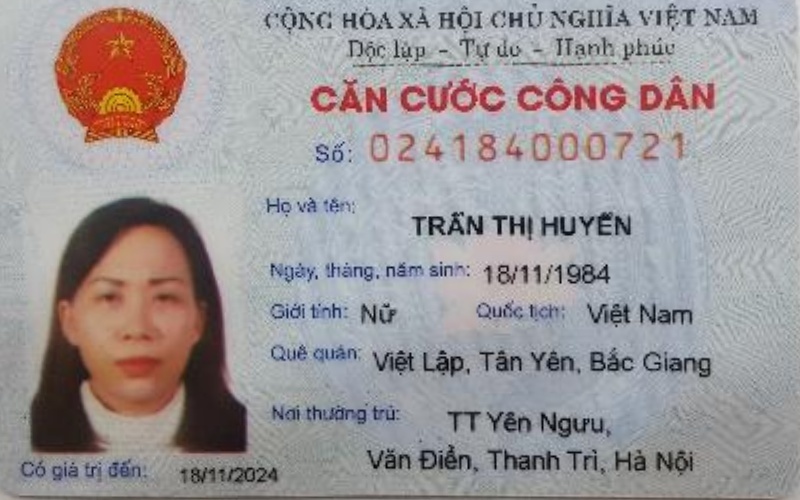 CỘNG HÒA XÃ HỘI CHỦ NGHĨA VIỆT NAM
Độc lập - Tự do - Hạnh phúc
CĂN CƯỚC CÔNG DÂN
Số: 024184000721
Họ và tên:
TRẦN THỊ HUYỀN
Ngày, tháng, năm sinh: 18/11/1984
Giới tính: Nữ Quốc tịch: Việt Nam
Quê quán: Việt Lập, Tân Yên, Bắc Giang
Nơi thường trú: TT Yên Ngưu,
Văn Điển, Thanh Trì, Hà Nội
Có giá trị đến: 18/11/2024